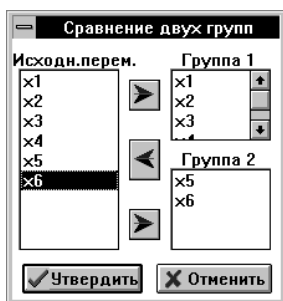 Сравнение двух групп
Исходн.перем.
x1
x2
x3
x4
x5
x6
Группа 1
x1
x2
x3
x4
Группа 2
x5
x6
Утвердить
Отменить